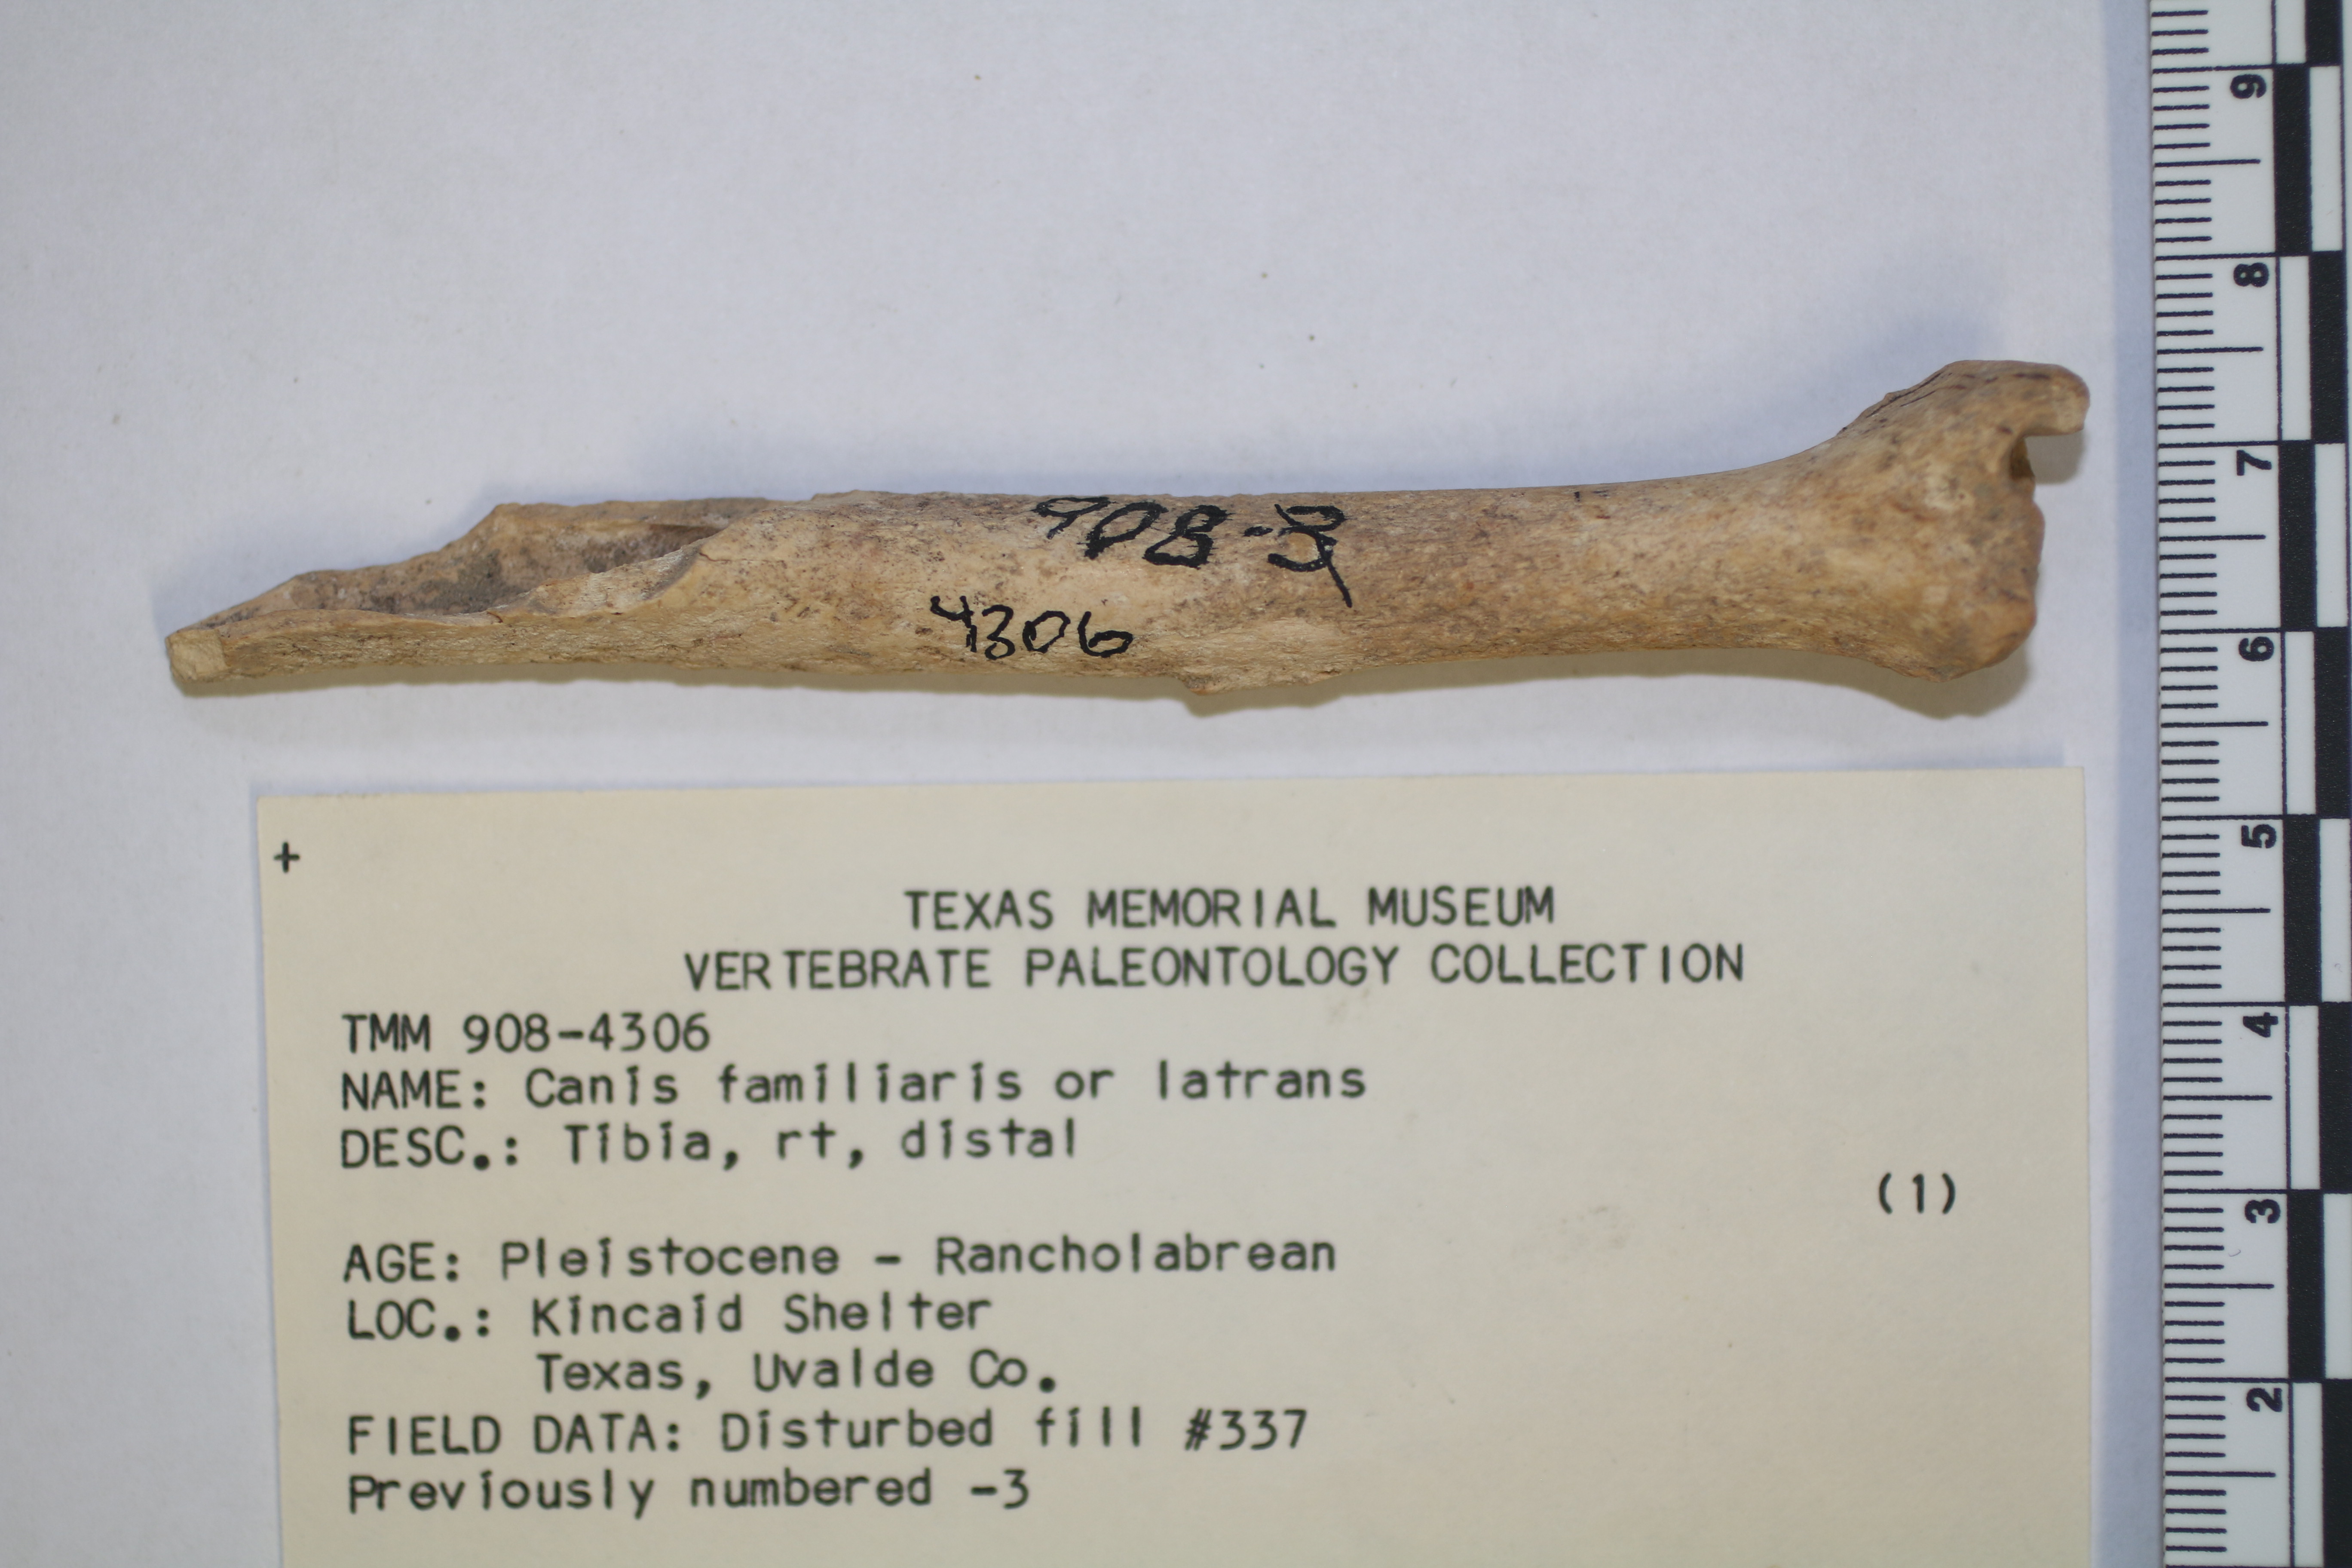 908-3
4306
+
TEXAS MEMORIAL MUSEUM
VERTEBRATE PALEONTOLOGY COLLECTION
TMM 908-4306
NAME: Canis familiaris or latrans
DESC.: Tibia, rt, distal
(1)
AGE: Pleistocene - Rancholabrean
LOC.: Kincaid Shelter
Texas, Uvalde Co.
FIELD DATA: Disturbed fill #337
Previously numbered -3
9
8
7
6
5
4
3
2